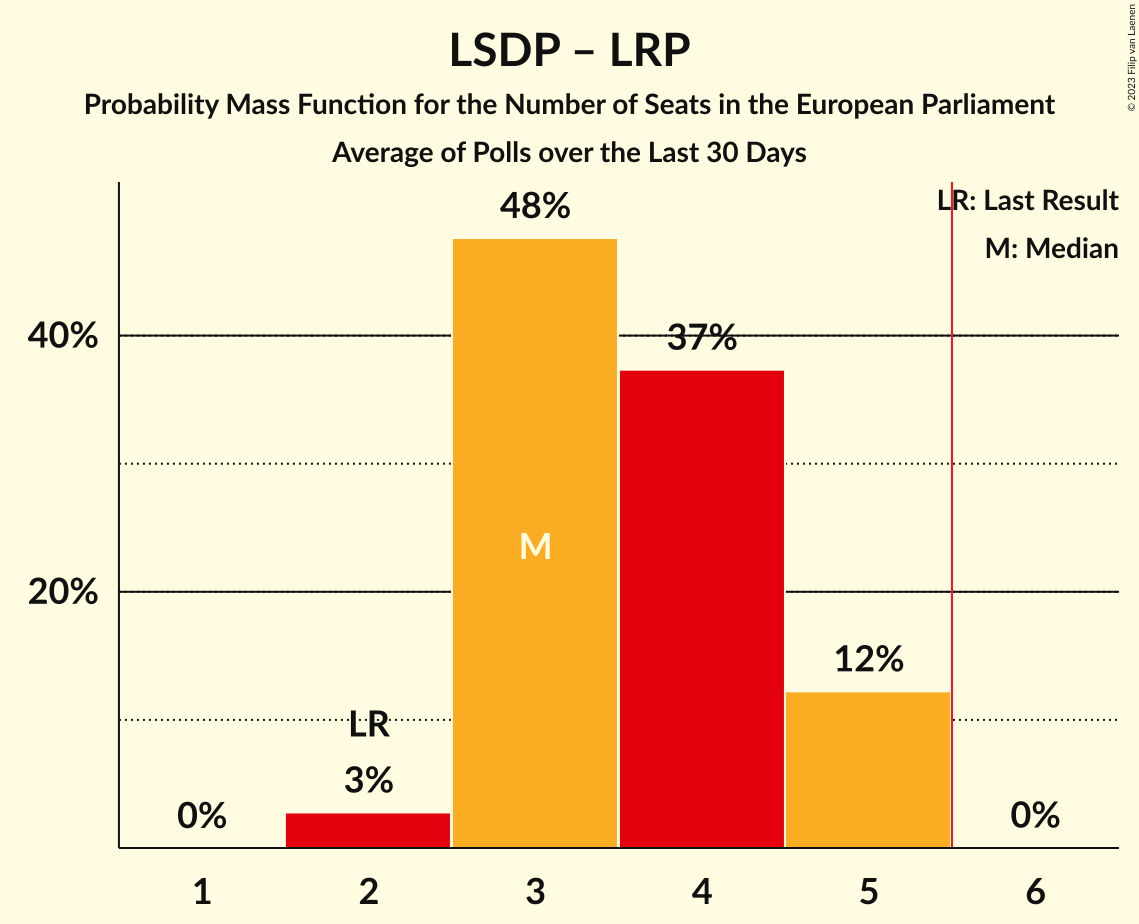 LSDP – LRP
Probability Mass Function for the Number of Seats in the European Parliament
Average of Polls over the Last 30 Days
© 2023 Filip van Laenen
LR: Last Result
M: Median
48%
40%
37%
M
20%
12%
LR
3%
0%
0%
1 2 3 4 5 6